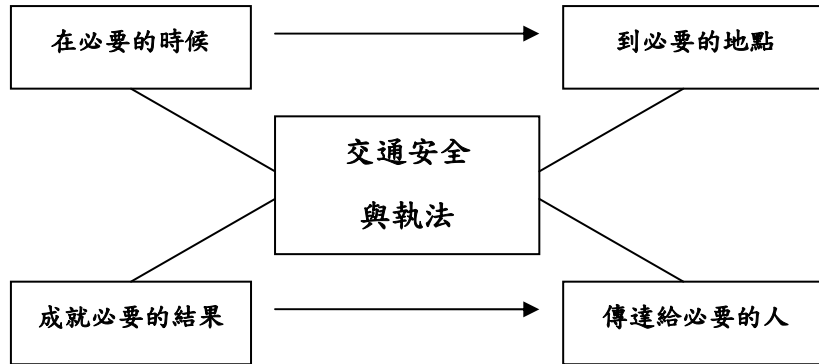 在必要的時候
到必要的地點
交通安全
與執法
成就必要的結果
傳達給必要的人